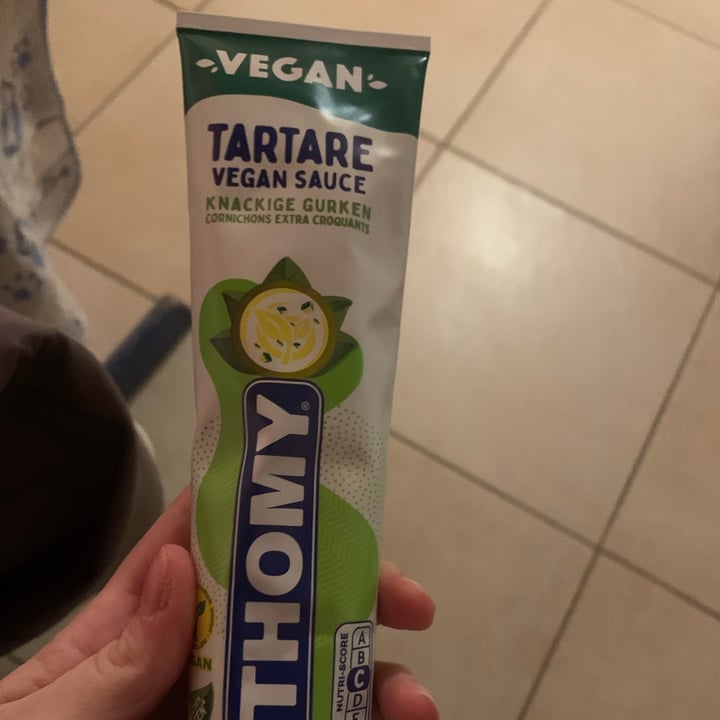 VEGAN
TARTARE
VEGAN SAUCE
KNACKIGE GURKEN
CORNICHONS EXTRA CROQUANTS
THOMY®
NUTRI-SCORE
A
B
C
D